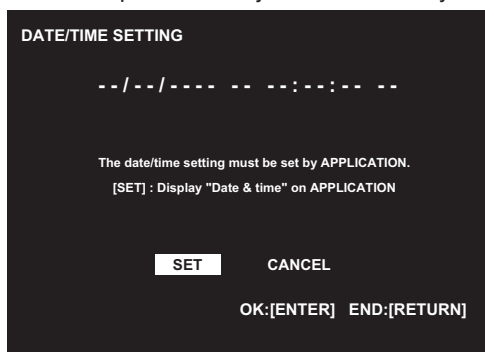 DATE/TIME SETTING
--/--/---- -- --:--:-- --
The date/time setting must be set by APPLICATION.
[SET] : Display "Date & time" on APPLICATION
SET CANCEL
OK:[ENTER] END:[RETURN]